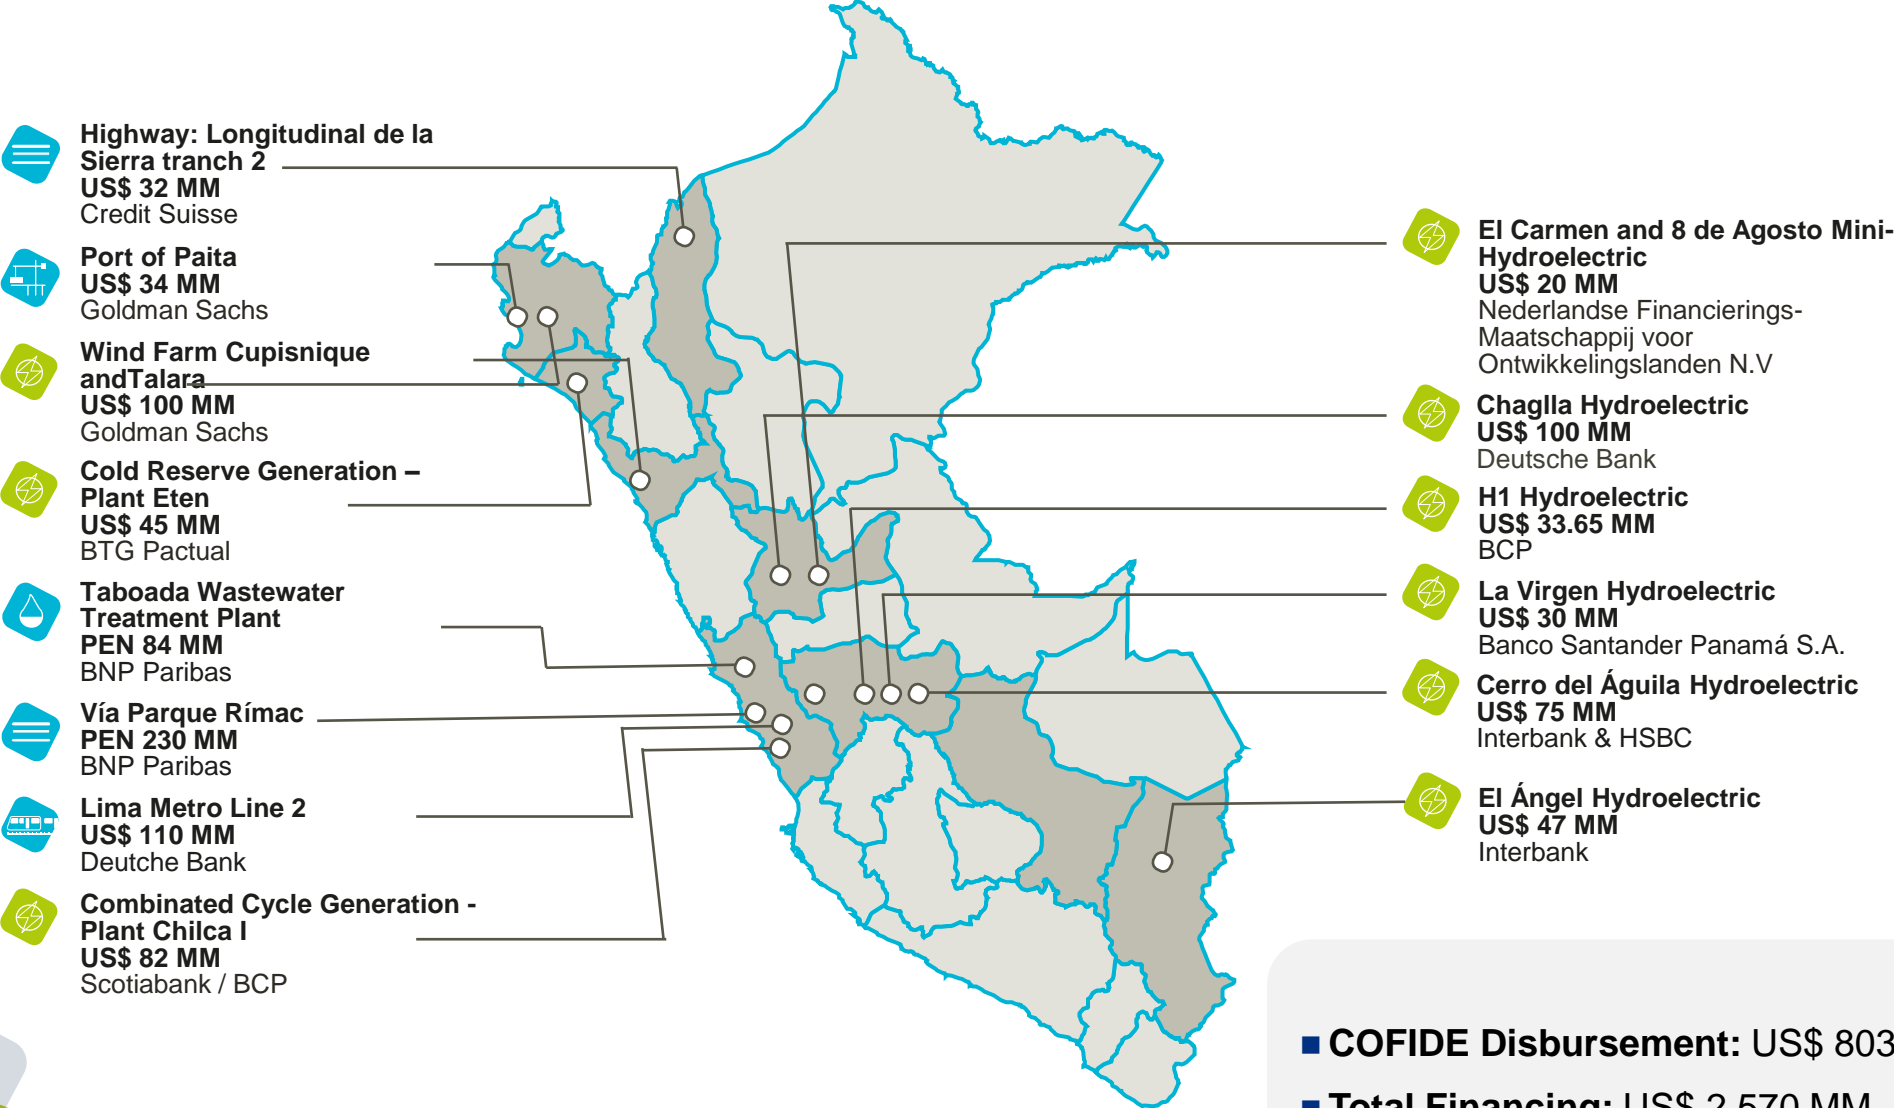 Highway: Longitudinal de la
Sierra tranch 2
US$ 32 MM
Credit Suisse
Port of Paita
US$ 34 MM
Goldman Sachs
Wind Farm Cupisnique
andTalara
US$ 100 MM
Goldman Sachs
Cold Reserve Generation –
Plant Eten
US$ 45 MM
BTG Pactual
Taboada Wastewater
Treatment Plant
PEN 84 MM
BNP Paribas
Vía Parque Rímac
PEN 230 MM
BNP Paribas
Lima Metro Line 2
US$ 110 MM
Deutche Bank
Combinated Cycle Generation -
Plant Chilca I
US$ 82 MM
Scotiabank / BCP
El Carmen and 8 de Agosto Mini-
Hydroelectric
US$ 20 MM
Nederlandse Financierings-
Maatschappij voor
Ontwikkelingslanden N.V
Chaglla Hydroelectric
US$ 100 MM
Deutsche Bank
H1 Hydroelectric
US$ 33.65 MM
BCP
La Virgen Hydroelectric
US$ 30 MM
Banco Santander Panamá S.A.
Cerro del Águila Hydroelectric
US$ 75 MM
Interbank & HSBC
El Ángel Hydroelectric
US$ 47 MM
Interbank
COFIDE Disbursement: US$ 803
Total Financing: US$ 2,570 MM